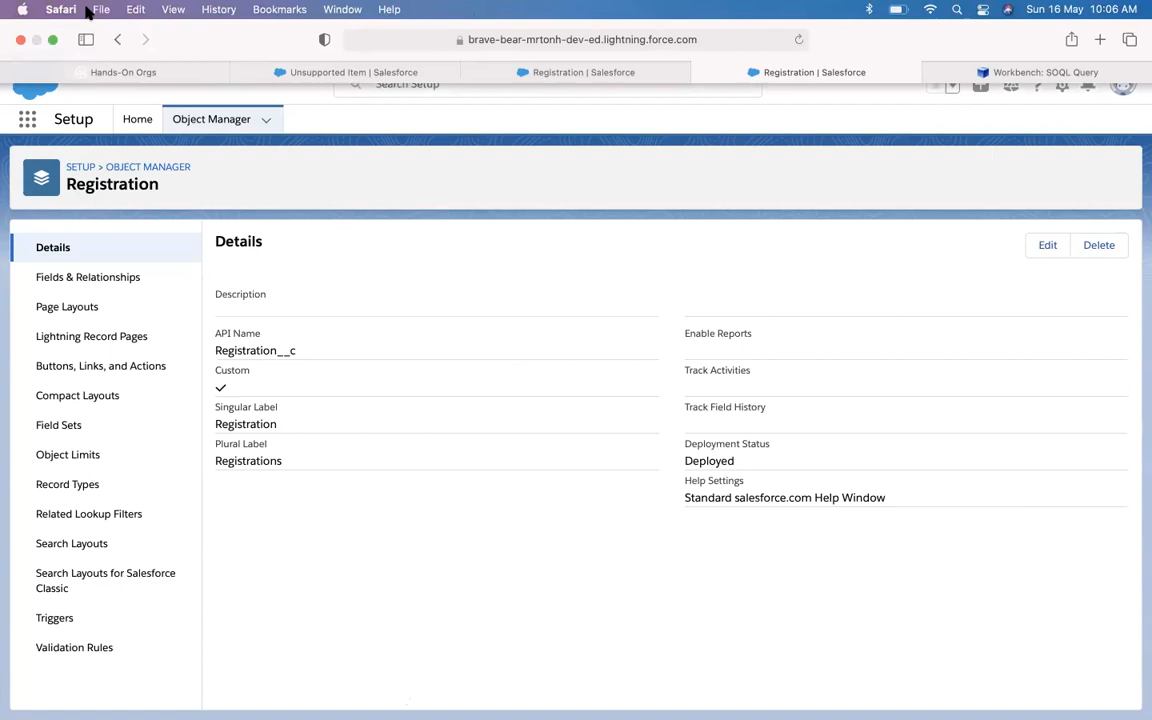 Safari File Edit View History Bookmarks Window Help Sun 16 May 10:06 AM
brave-bear-mrtonh-dev-ed.lightning.force.com
Hands-On Orgs Unsupported Item | Salesforce Registration | Salesforce Registration | Salesforce Workbench: SOQL Query
Search Setup
Setup Home Object Manager
SETUP > OBJECT MANAGER
Registration
Details
Fields & Relationships
Page Layouts
Lightning Record Pages
Buttons, Links, and Actions
Compact Layouts
Field Sets
Object Limits
Record Types
Related Lookup Filters
Search Layouts
Search Layouts for Salesforce
Classic
Triggers
Validation Rules
Details
Edit Delete
Description
API Name
Registration__c
Custom
Singular Label
Registration
Plural Label
Registrations
Enable Reports
Track Activities
Track Field History
Deployment Status
Deployed
Help Settings
Standard salesforce.com Help Window